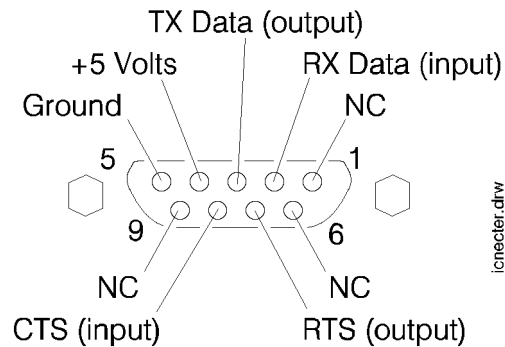 TX Data (output)
+5 Volts
RX Data (input)
Ground
NC
5
1
9
6
NC
NC
CTS (input)
RTS (output)
icnecter.drw